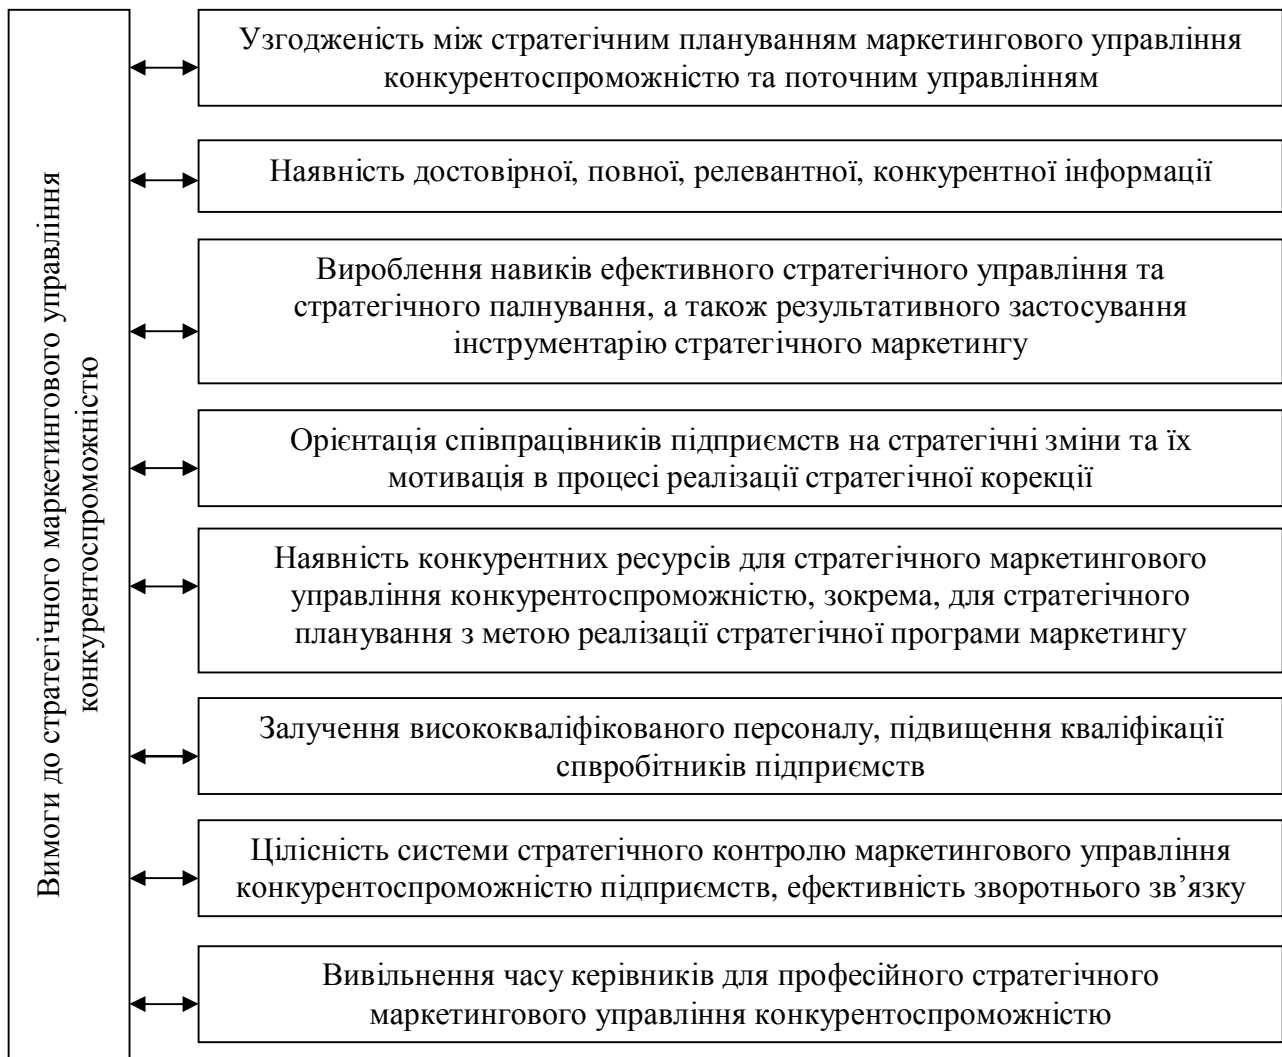 Вимоги до стратегічного маркетингового управління
конкурентоспроможністю
Узгодженість між стратегічним плануванням маркетингового управління
конкурентоспроможністю та поточним управлінням
Наявність достовірної, повної, релевантної, конкурентної інформації
Вироблення навиків ефективного стратегічного управління та
стратегічного палнування, а також результативного застосування
інструментарію стратегічного маркетингу
Орієнтація співпрацівників підприємств на стратегічні зміни та їх
мотивація в процесі реалізації стратегічної корекції
Наявність конкурентних ресурсів для стратегічного маркетингового
управління конкурентоспроможністю, зокрема, для стратегічного
планування з метою реалізації стратегічної програми маркетингу
Залучення висококваліфікованого персоналу, підвищення кваліфікації
спвробітників підприємств
Цілісність системи стратегічного контролю маркетингового управління
конкурентоспроможністю підприємств, ефективність зворотнього зв’язку
Вивільнення часу керівників для професійного стратегічного
маркетингового управління конкурентоспроможністю